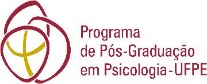 Programa
de Pós-Graduação
em Psicologia-UFPE